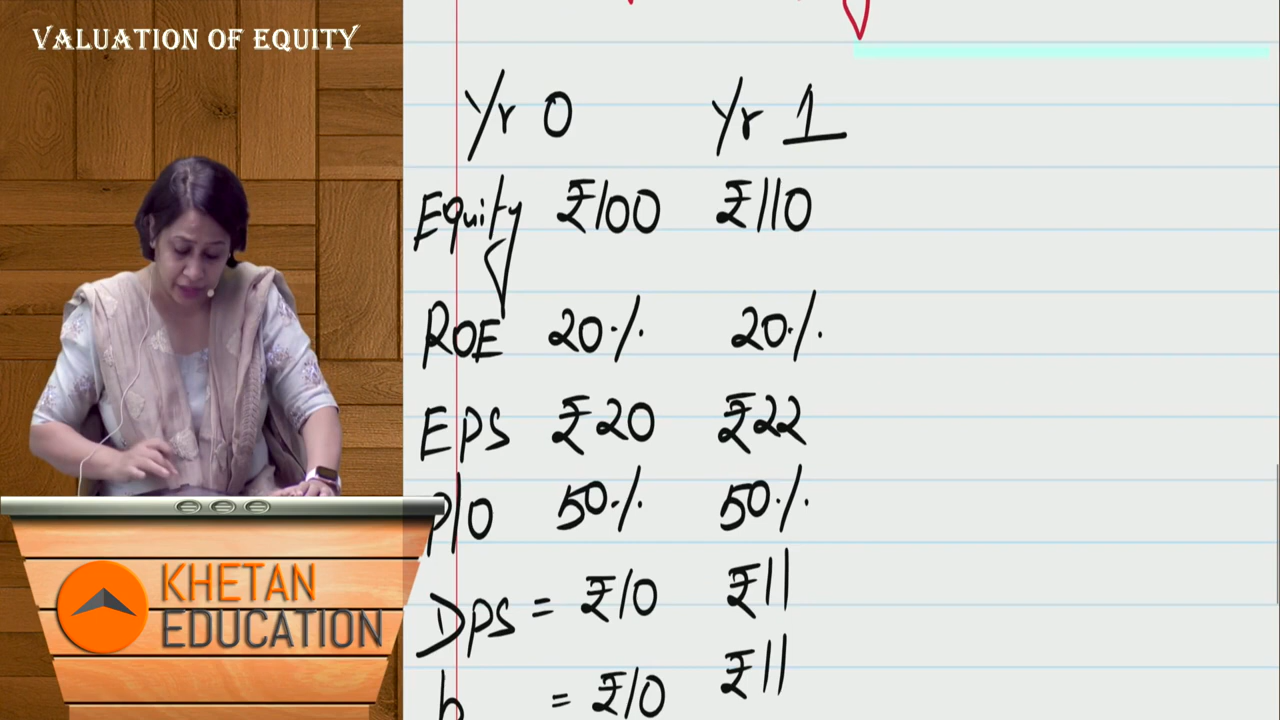 VALUATION OF EQUITY
Yr 0 Yr 1
Equity ₹100 ₹110
ROE 20% 20%
EPS ₹20 ₹22
P/O 50% 50%
DPS = ₹10 ₹11
b = ₹10 ₹11
KHETAN
EDUCATION